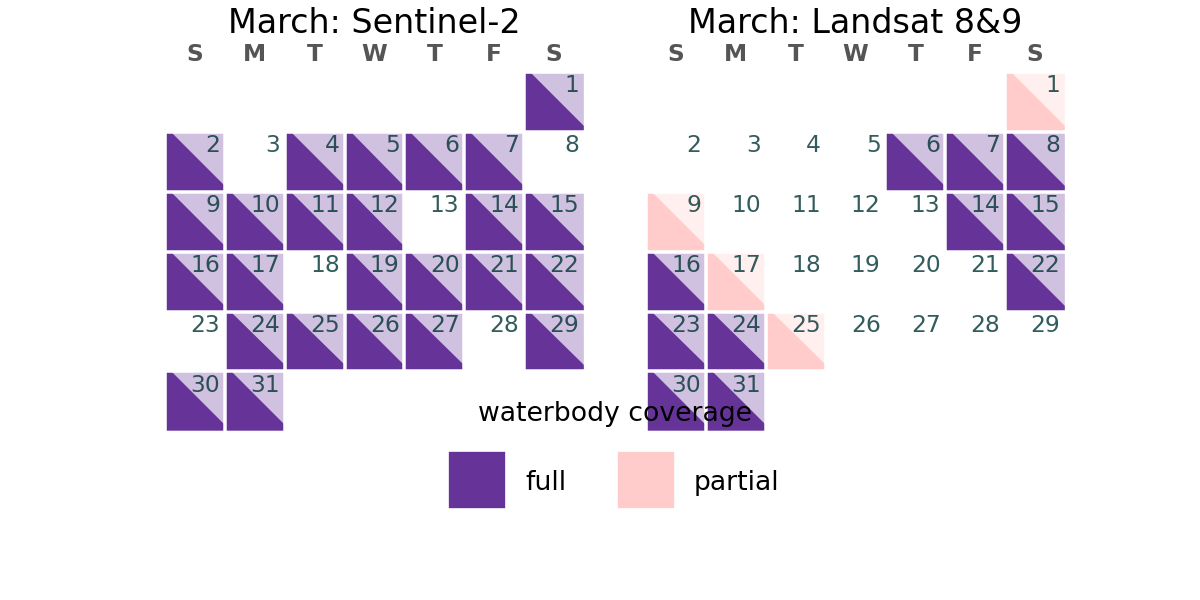 March: Sentinel-2
S M T W T F S
1
2 3 4 5 6 7 8
9 10 11 12 13 14 15
16 17 18 19 20 21 22
23 24 25 26 27 28 29
30 31
March: Landsat 8&9
S M T W T F S
1
2 3 4 5 6 7 8
9 10 11 12 13 14 15
16 17 18 19 20 21 22
23 24 25 26 27 28 29
30 31
waterbody coverage
full partial